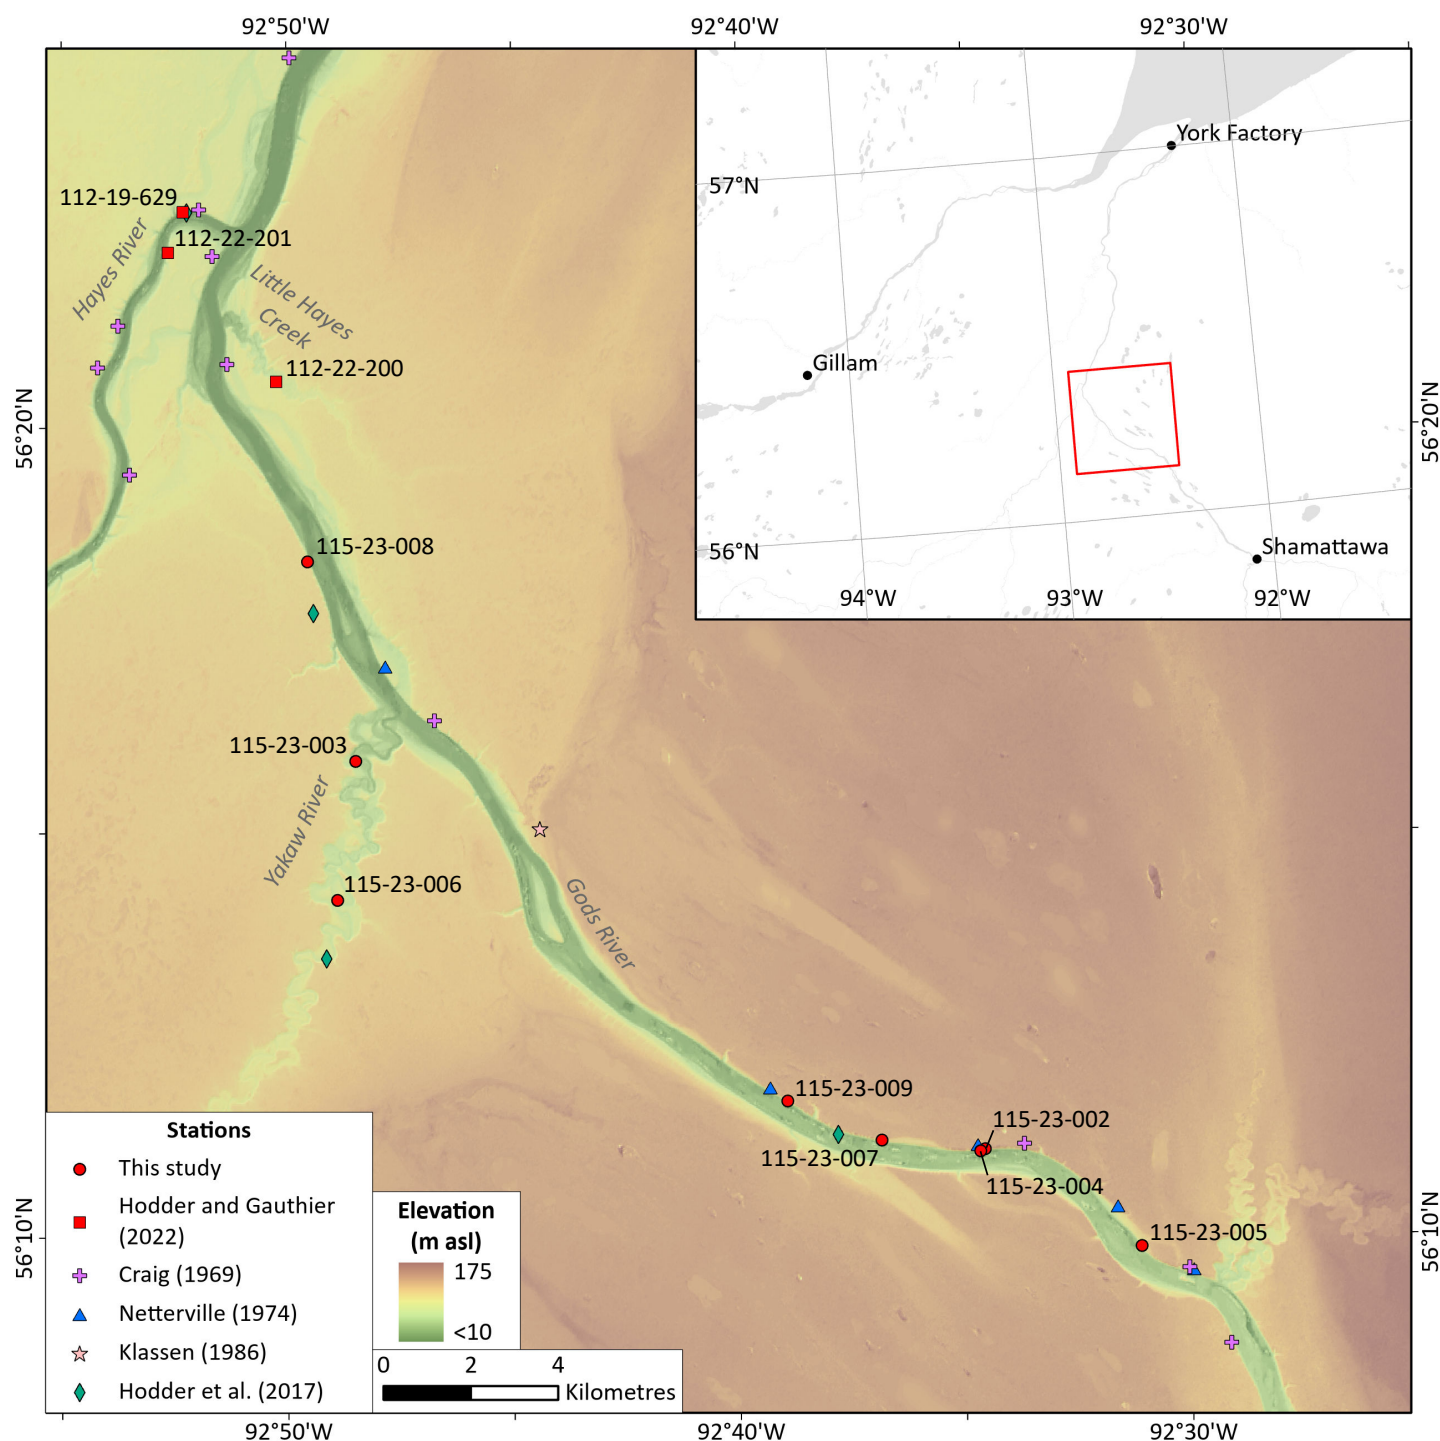 92°50'W
92°40'W
92°30'W
York Factory
57°N
112-19-629
112-22-201
Hayes River
Little Hayes
Creek
112-22-200
Gillam
56°20'N
56°20'N
115-23-008
Shamattawa
56°N
94°W
93°W
92°W
115-23-003
Yakaw River
115-23-006
Gods River
115-23-009
115-23-002
115-23-007
115-23-004
115-23-005
56°10'N
56°10'N
Stations
This study
Hodder and Gauthier
(2022)
Craig (1969)
Netterville (1974)
Klassen (1986)
Hodder et al. (2017)
Elevation
(m asl)
175
<10
0
2
4
Kilometres
92°50'W
92°40'W
92°30'W